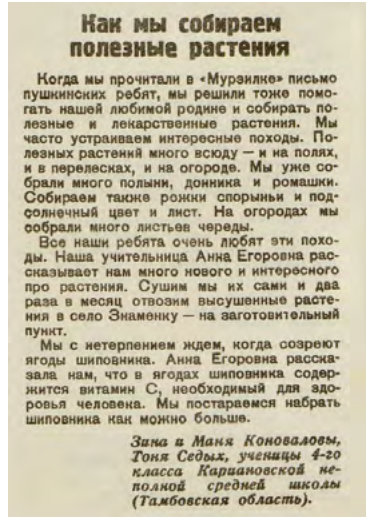 Как мы собираем
полезные растения
Когда мы прочитали в «Мурзилке» письмо
пушкинских ребят, мы решили тоже помо-
гать нашей любимой родине и собирать по-
лезные и лекарственные растения. Мы
часто устраиваем интересные походы. По-
лезных растений много всюду — и на полях,
и в перелесках, и на огороде. Мы уже со-
брали много полыни, донника и ромашки.
Собираем также рожки спорыньи и под-
солнечный цвет и лист. На огородах мы
собрали много листьев череды.
Все наши ребята очень любят эти похо-
ды. Наша учительница Анна Егоровна рас-
сказывает нам много нового и интересного
про растения. Сушим мы их сами и два
раза в месяц отвозим высушенные расте-
ния в село Знаменку — на заготовительный
пункт.
Мы с нетерпением ждем, когда созреют
ягоды шиповника. Анна Егоровна расска-
зала нам, что в ягодах шиповника содер-
жится витамин С, необходимый для здо-
ровья человека. Мы постараемся набрать
шиповника как можно больше.
Зина и Маня Коноваловы,
Тоня Седых, ученицы 4-го
класса Кариановской не-
полной средней школы
(Тамбовская область).